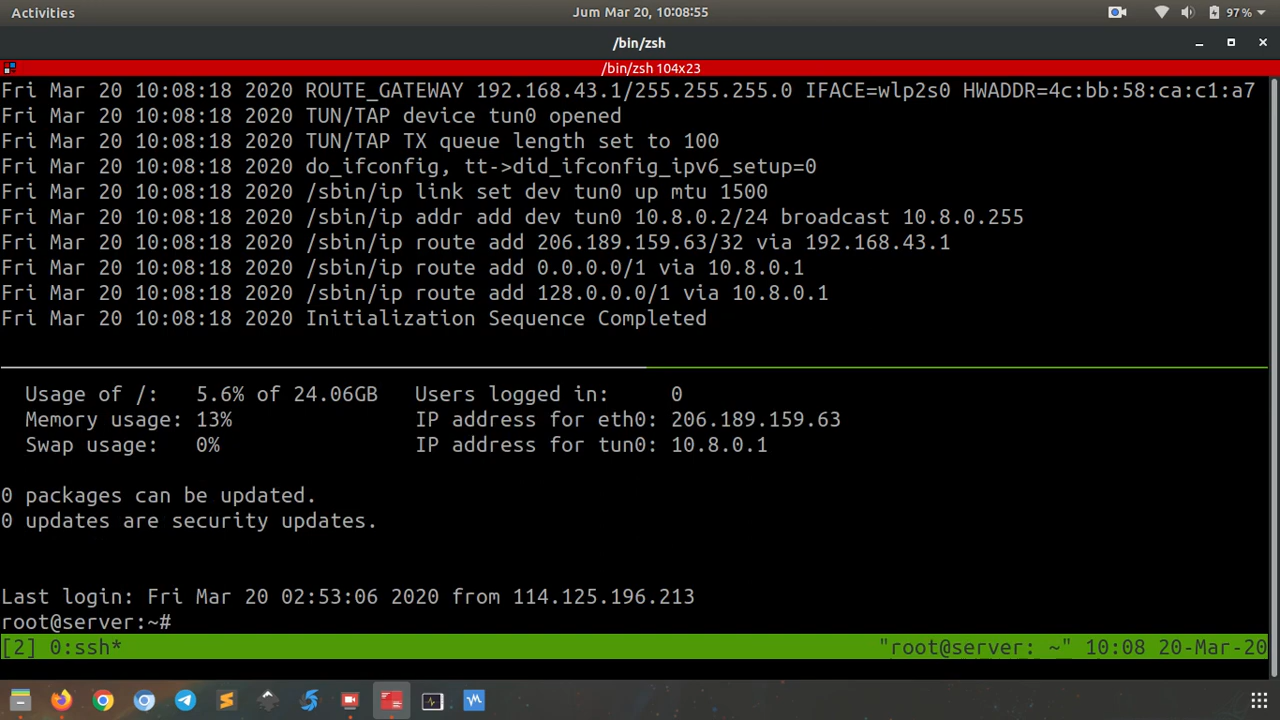 Activities
Jum Mar 20, 10:08:55
97%
/bin/zsh
/bin/zsh 104x23
Fri Mar 20 10:08:18 2020 ROUTE_GATEWAY 192.168.43.1/255.255.255.0 IFACE=wlp2s0 HWADDR=4c:bb:58:ca:c1:a7
Fri Mar 20 10:08:18 2020 TUN/TAP device tun0 opened
Fri Mar 20 10:08:18 2020 TUN/TAP TX queue length set to 100
Fri Mar 20 10:08:18 2020 do_ifconfig, tt->did_ifconfig_ipv6_setup=0
Fri Mar 20 10:08:18 2020 /sbin/ip link set dev tun0 up mtu 1500
Fri Mar 20 10:08:18 2020 /sbin/ip addr add dev tun0 10.8.0.2/24 broadcast 10.8.0.255
Fri Mar 20 10:08:18 2020 /sbin/ip route add 206.189.159.63/32 via 192.168.43.1
Fri Mar 20 10:08:18 2020 /sbin/ip route add 0.0.0.0/1 via 10.8.0.1
Fri Mar 20 10:08:18 2020 /sbin/ip route add 128.0.0.0/1 via 10.8.0.1
Fri Mar 20 10:08:18 2020 Initialization Sequence Completed
Usage of /: 5.6% of 24.06GB Users logged in: 0
Memory usage: 13% IP address for eth0: 206.189.159.63
Swap usage: 0% IP address for tun0: 10.8.0.1
0 packages can be updated.
0 updates are security updates.
Last login: Fri Mar 20 02:53:06 2020 from 114.125.196.213
root@server:~#
[2] 0:ssh* "root@server: ~" 10:08 20-Mar-20